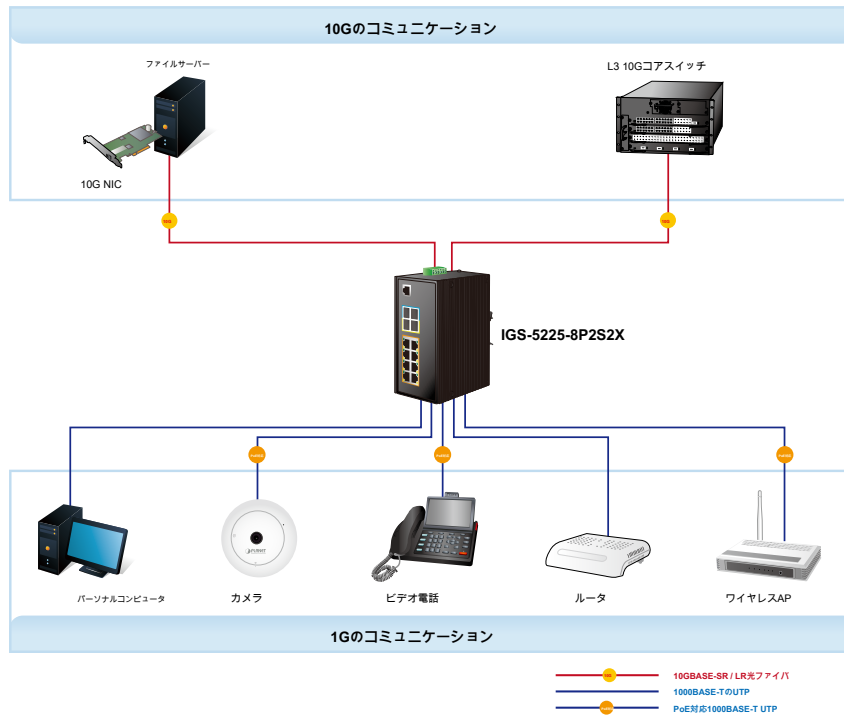 10Gのコミュニケーション
ファイルサーバー
L3 10Gコアスイッチ
10G NIC
IGS-5225-8P2S2X
PLANET
パーソナルコンピュータ
カメラ
ビデオ電話
ルータ
ワイヤレスAP
1Gのコミュニケーション
10GBASE-SR / LR光ファイバ
1000BASE-TのUTP
PoE対応1000BASE-T UTP